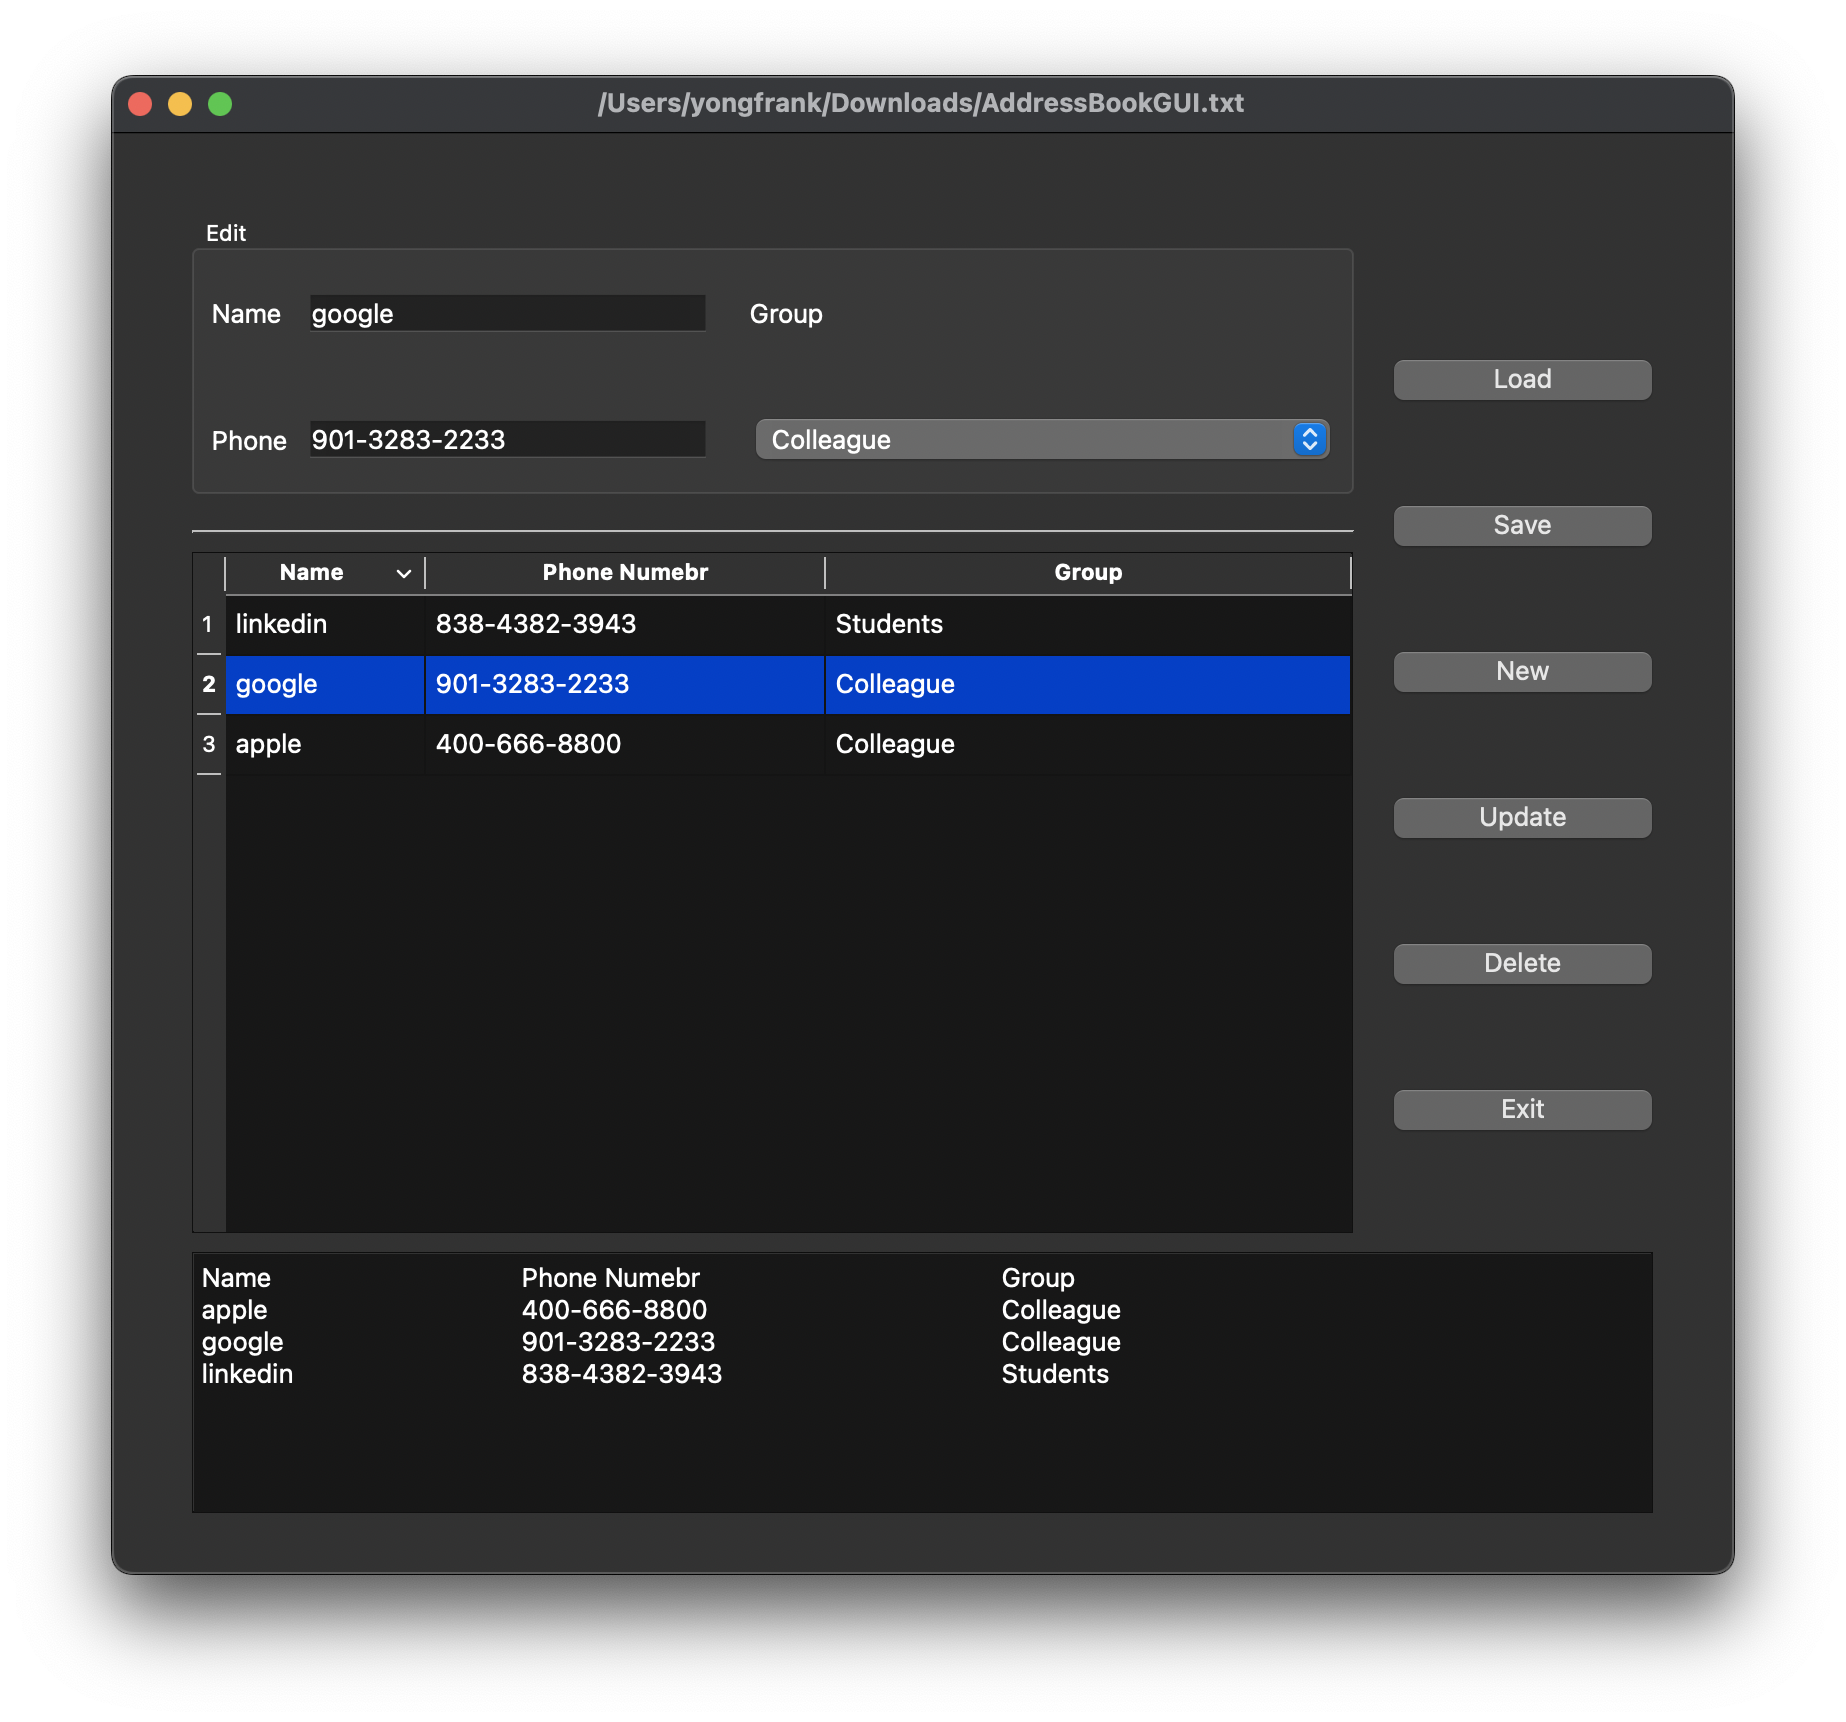 /Users/yongfrank/Downloads/AddressBookGUI.txt
Edit
Name google Group
Phone 901-3283-2233 Colleague
Load
Save
New
Update
Delete
Exit
Name Phone Numebr Group
1 linkedin 838-4382-3943 Students
2 google 901-3283-2233 Colleague
3 apple 400-666-8800 Colleague
Name Phone Numebr Group
apple 400-666-8800 Colleague
google 901-3283-2233 Colleague
linkedin 838-4382-3943 Students